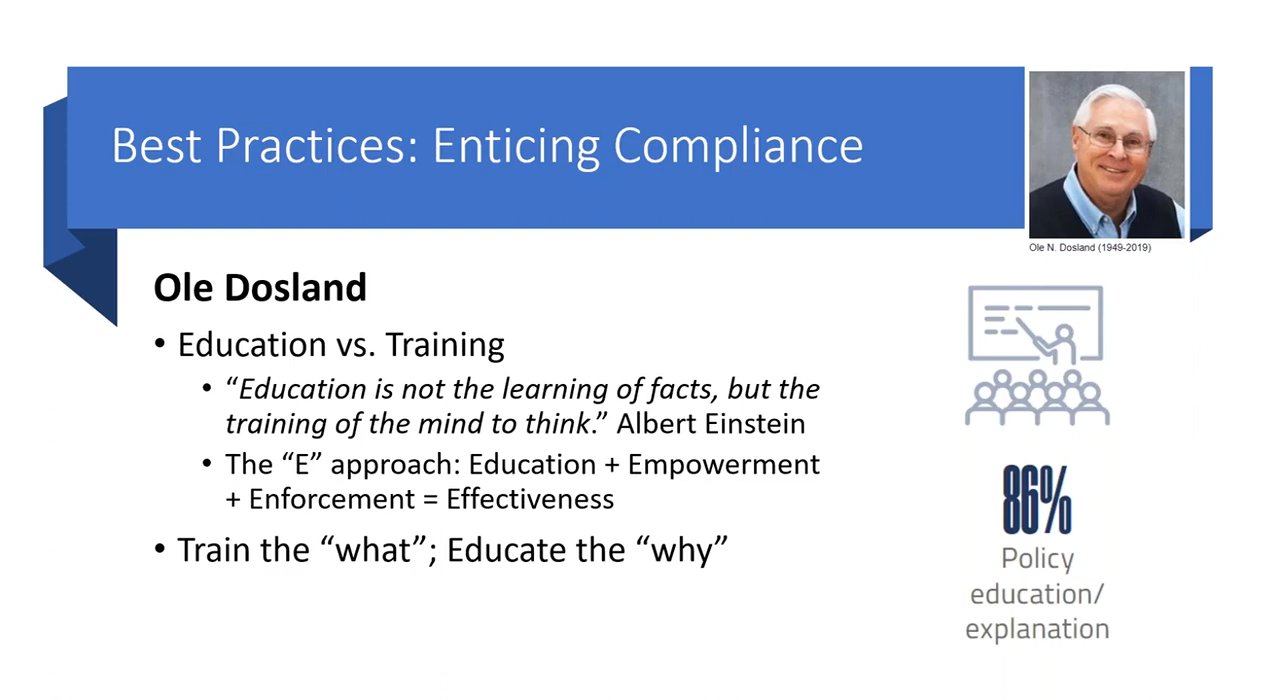 Best Practices: Enticing Compliance
Ole N. Dosland (1949-2019)
Ole Dosland
• Education vs. Training
• “Education is not the learning of facts, but the
training of the mind to think.” Albert Einstein
• The “E” approach: Education + Empowerment
+ Enforcement = Effectiveness
• Train the “what”; Educate the “why”
86%
Policy
education/
explanation